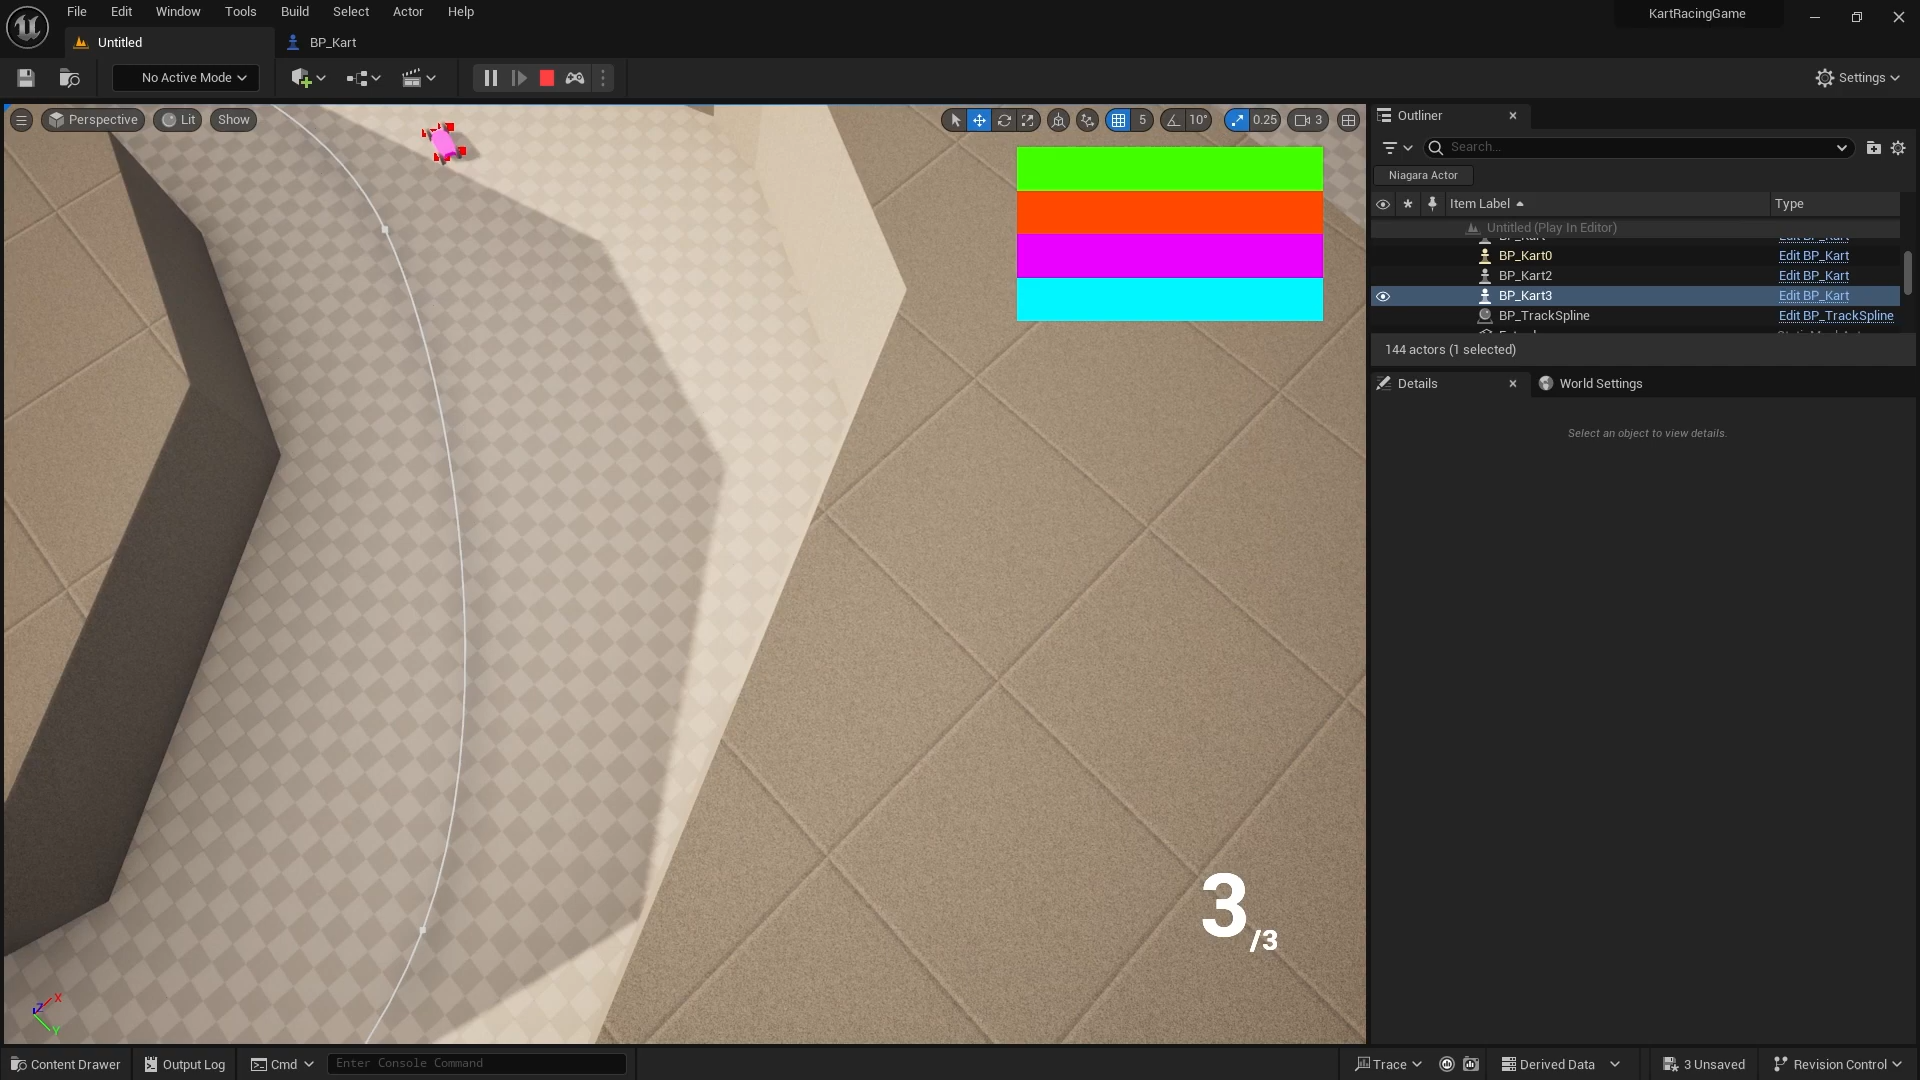 File Edit Window Tools Build Select Actor Help
KartRacingGame
Untitled
BP_Kart
No Active Mode
Settings
Perspective
Lit
Show
5
10°
0.25
3
3
/3
X
Z
Y
Outliner
Search...
Niagara Actor
Item Label
Type
Untitled (Play In Editor)
BP_Kart Edit BP_Kart
BP_Kart0 Edit BP_Kart
BP_Kart2 Edit BP_Kart
BP_Kart3 Edit BP_Kart
BP_TrackSpline Edit BP_TrackSpline
144 actors (1 selected)
Details
World Settings
Select an object to view details.
Content Drawer
Output Log
Cmd
Enter Console Command
Trace
Derived Data
3 Unsaved
Revision Control